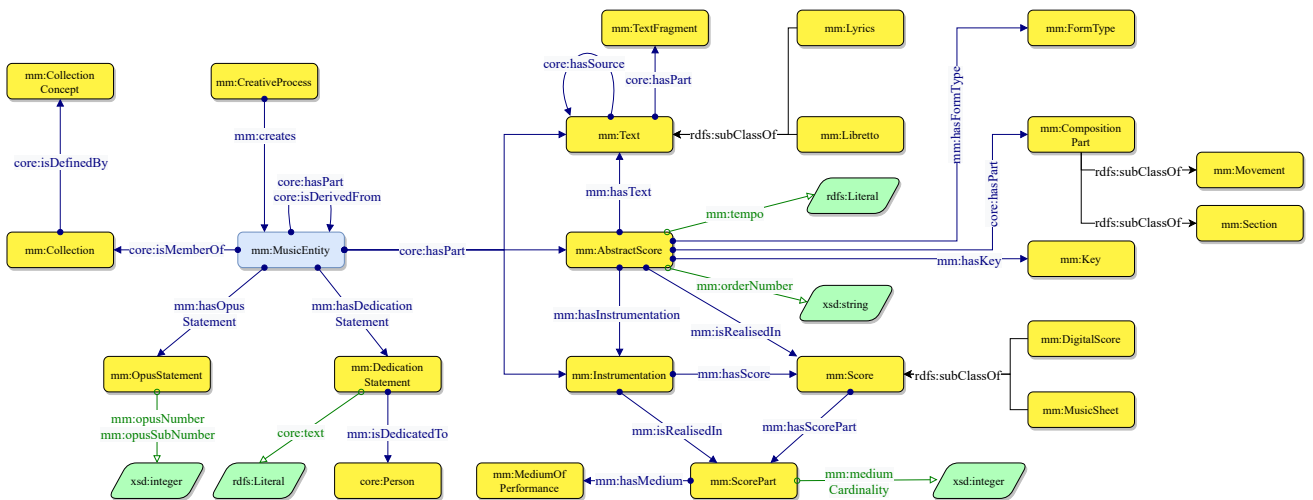 mm:TextFragment
mm:Lyrics
mm:FormType
mm:Collection
Concept
mm:CreativeProcess
core:hasSource
core:hasPart
mm:hasFormType
mm:creates
mm:Text
rdfs:subClassOf
mm:Libretto
mm:Composition
Part
core:isDefinedBy
core:hasPart
rdfs:subClassOf
mm:Movement
core:hasPart
core:isDerivedFrom
mm:hasText
rdfs:Literal
mm:tempo
rdfs:subClassOf
mm:Section
mm:Collection
core:isMemberOf
mm:MusicEntity
core:hasPart
mm:AbstractScore
mm:hasKey
mm:Key
mm:hasOpus
Statement
mm:hasDedication
Statement
mm:orderNumber
xsd:string
mm:hasInstrumentation
mm:isRealisedIn
mm:DigitalScore
mm:OpusStatement
mm:Dedication
Statement
mm:Instrumentation
mm:hasScore
mm:Score
rdfs:subClassOf
mm:MusicSheet
mm:opusNumber
mm:opusSubNumber
core:text
mm:isDedicatedTo
mm:isRealisedIn
mm:hasScorePart
xsd:integer
rdfs:Literal
core:Person
mm:MediumOf
Performance
mm:hasMedium
mm:ScorePart
mm:medium
Cardinality
xsd:integer